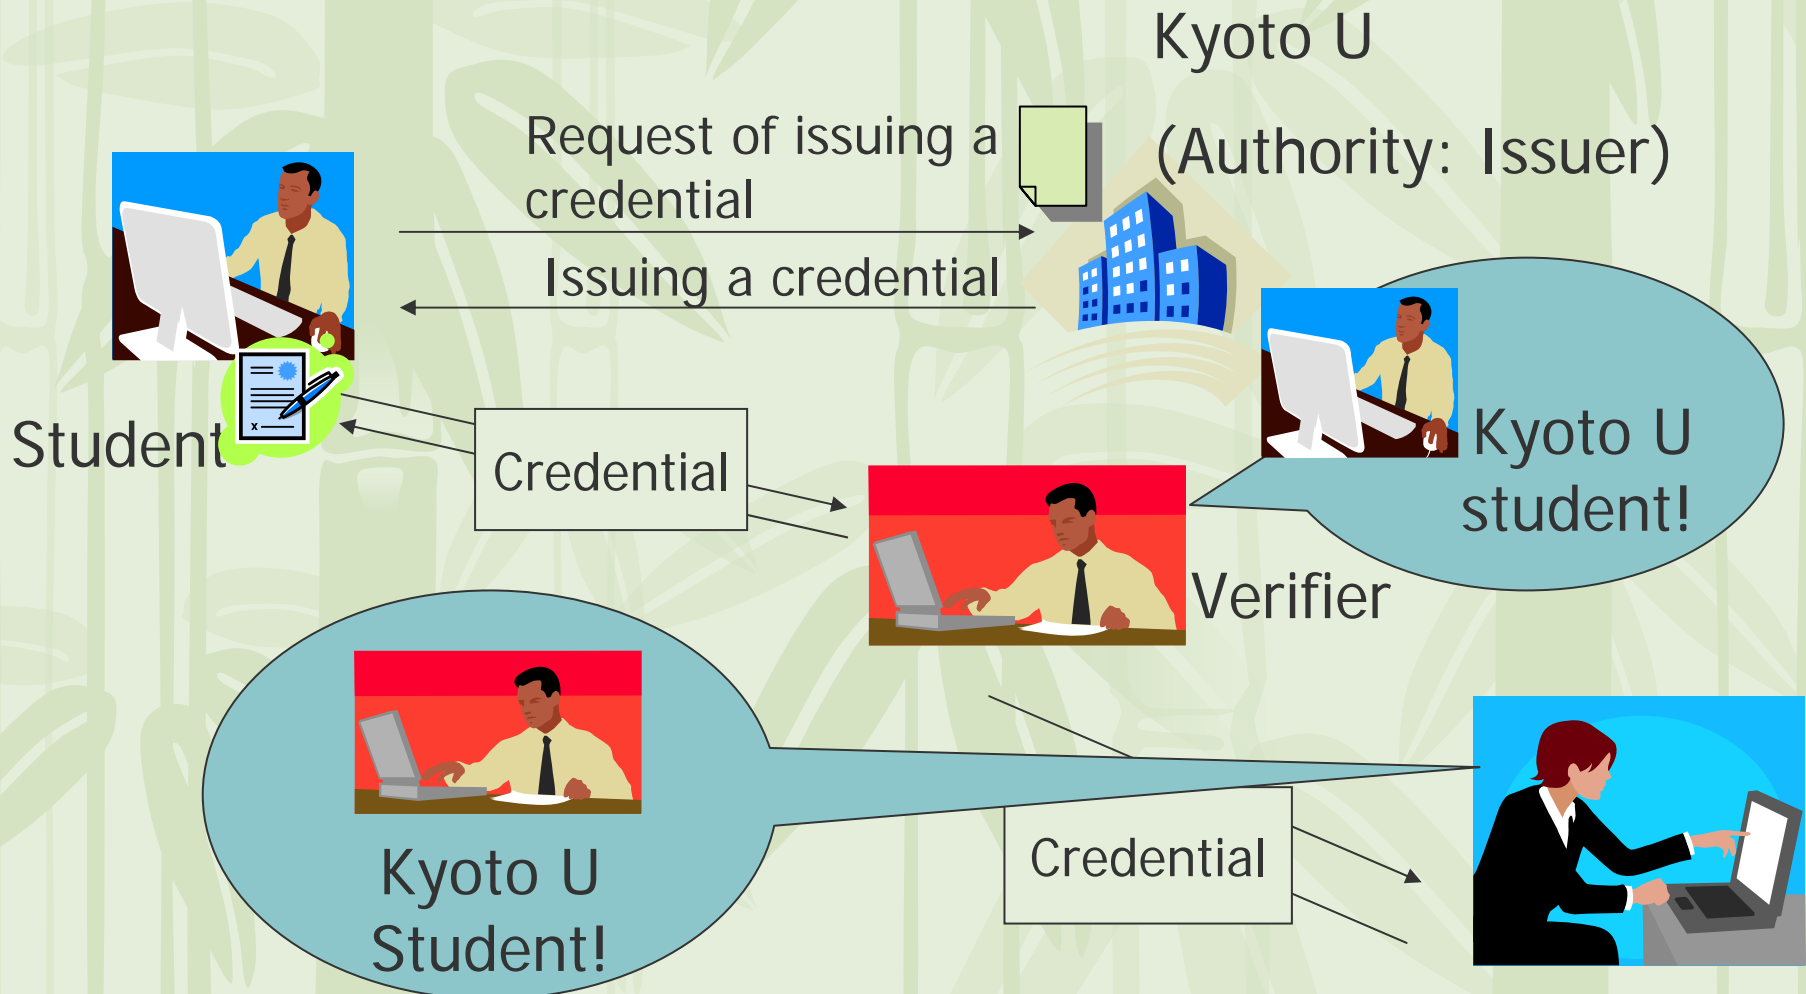 Kyoto U
(Authority: Issuer)
Request of issuing a
credential
Issuing a credential
Student
x
Credential
Kyoto U
student!
Verifier
Kyoto U
Student!
Credential